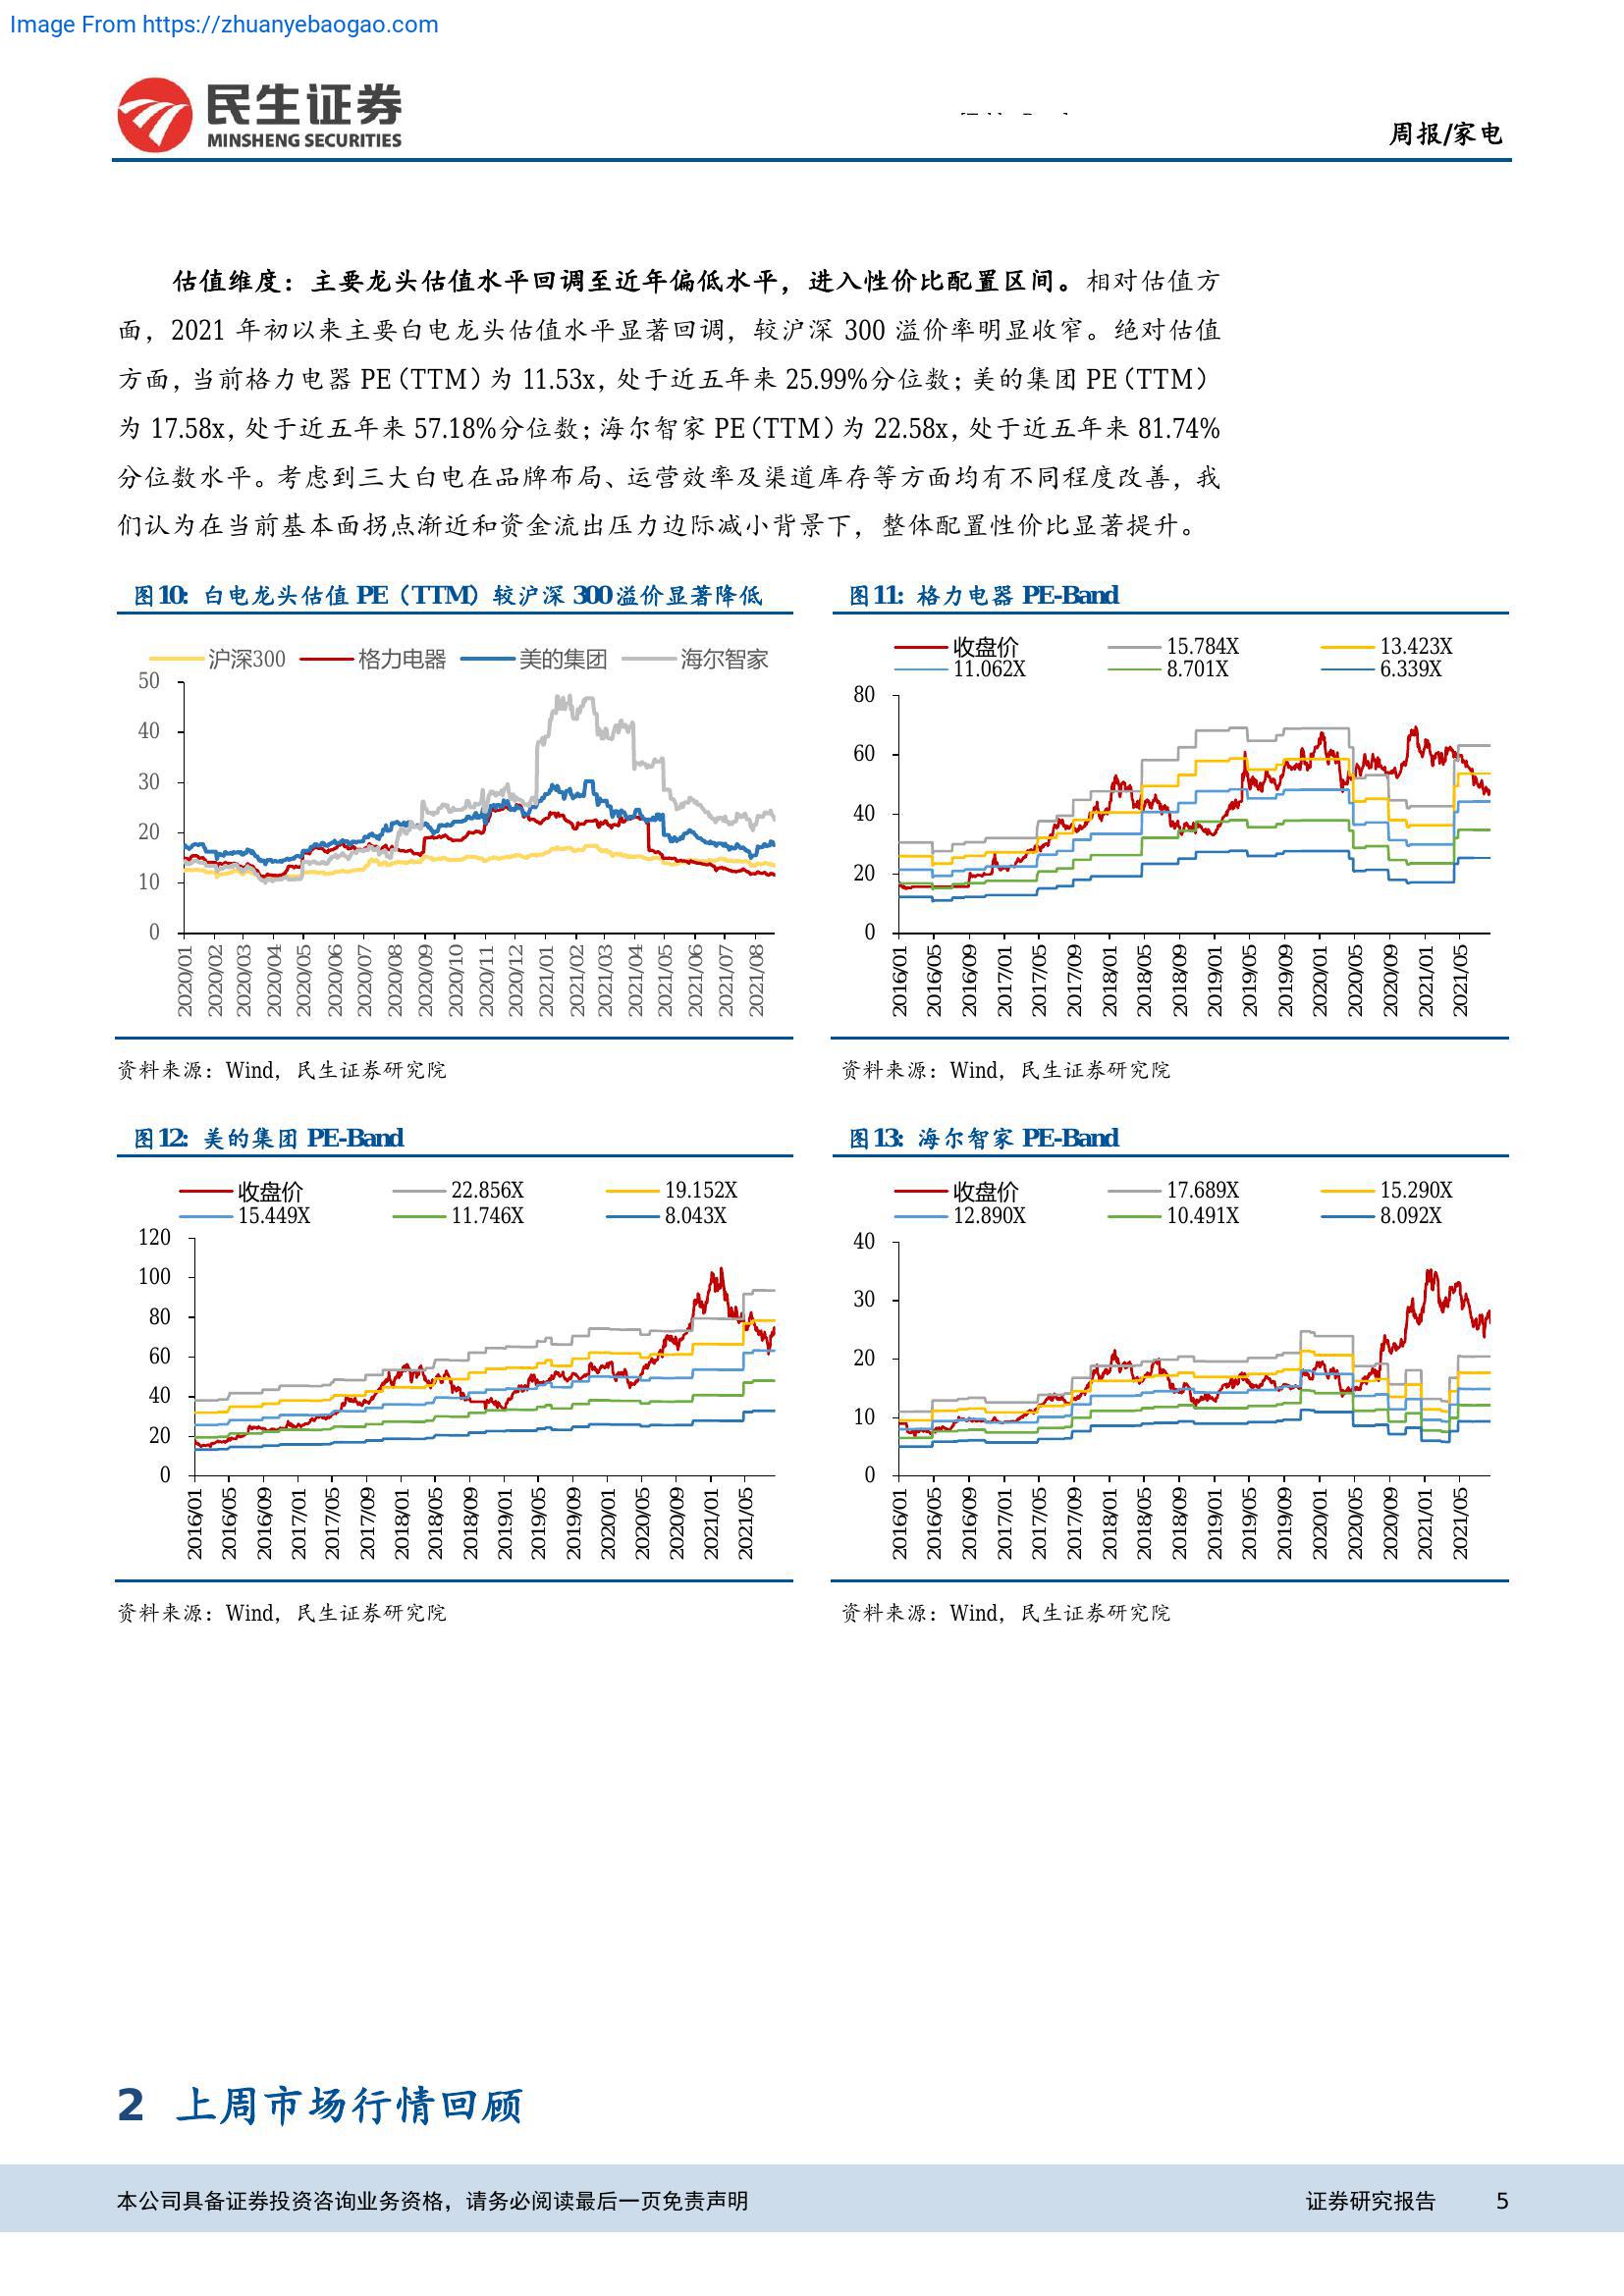 Image From https://zhuanyebaogao.com
民生证券
MINSHENG SECURITIES
周报/家电
估值维度：主要龙头估值水平回调至近年偏低水平，进入性价比配置区间。相对估值方
面，2021 年初以来主要白电龙头估值水平显著回调，较沪深 300 溢价率明显收窄。绝对估值
方面，当前格力电器 PE（TTM）为 11.53x，处于近五年来 25.99%分位数；美的集团 PE（TTM）
为 17.58x，处于近五年来 57.18%分位数；海尔智家 PE（TTM）为 22.58x，处于近五年来 81.74%
分位数水平。考虑到三大白电在品牌布局、运营效率及渠道库存等方面均有不同程度改善，我
们认为在当前基本面拐点渐近和资金流出压力边际减小背景下，整体配置性价比显著提升。
图10：白电龙头估值 PE（TTM）较沪深 300溢价显著降低
沪深300 格力电器 美的集团 海尔智家
50
40
30
20
10
0
2020/01 2020/02 2020/03 2020/04 2020/05 2020/06 2020/07 2020/08 2020/09 2020/10 2020/11 2020/12 2021/01 2021/02 2021/03 2021/04 2021/05 2021/06 2021/07 2021/08
资料来源：Wind，民生证券研究院
图11：格力电器 PE-Band
收盘价 15.784X 13.423X
11.062X 8.701X 6.339X
80
60
40
20
0
2016/01 2016/05 2016/09 2017/01 2017/05 2017/09 2018/01 2018/05 2018/09 2019/01 2019/05 2019/09 2020/01 2020/05 2020/09 2021/01 2021/05
资料来源：Wind，民生证券研究院
图12：美的集团 PE-Band
收盘价 22.856X 19.152X
15.449X 11.746X 8.043X
120
100
80
60
40
20
0
2016/01 2016/05 2016/09 2017/01 2017/05 2017/09 2018/01 2018/05 2018/09 2019/01 2019/05 2019/09 2020/01 2020/05 2020/09 2021/01 2021/05
资料来源：Wind，民生证券研究院
图13：海尔智家 PE-Band
收盘价 17.689X 15.290X
12.890X 10.491X 8.092X
40
30
20
10
0
2016/01 2016/05 2016/09 2017/01 2017/05 2017/09 2018/01 2018/05 2018/09 2019/01 2019/05 2019/09 2020/01 2020/05 2020/09 2021/01 2021/05
资料来源：Wind，民生证券研究院
2 上周市场行情回顾
本公司具备证券投资咨询业务资格，请务必阅读最后一页免责声明
证券研究报告 5